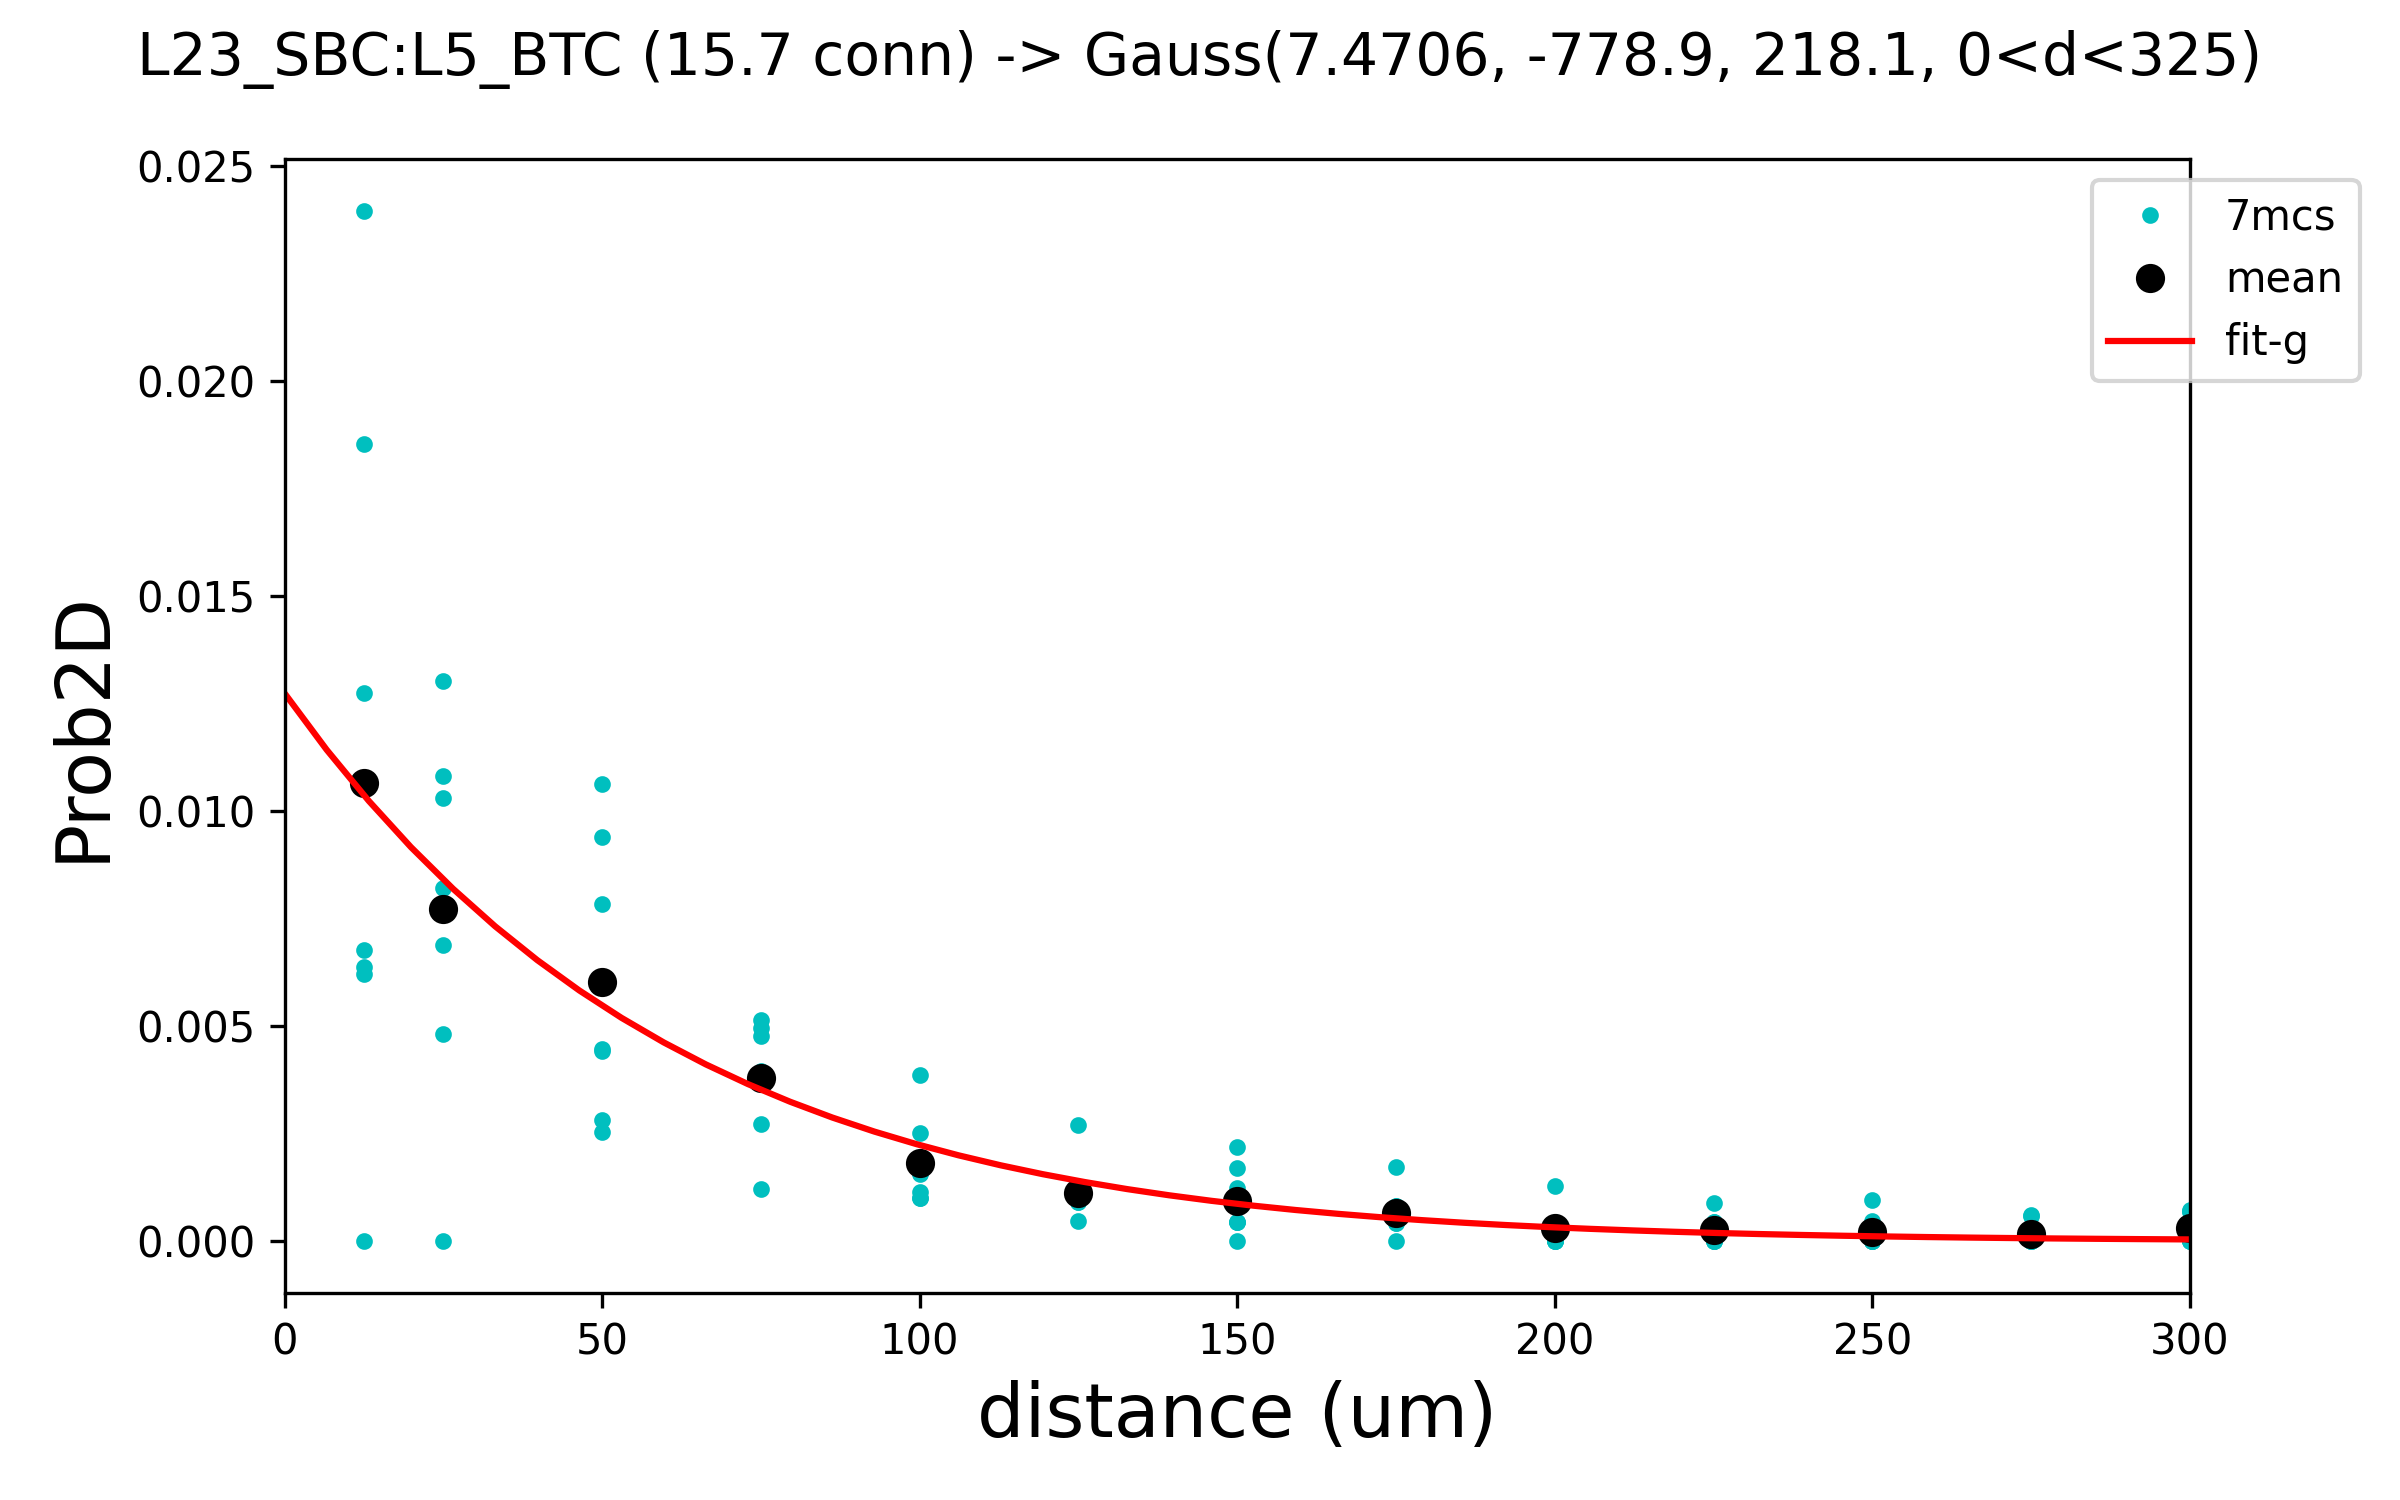 L23_SBC:L5_BTC (15.7 conn) -> Gauss(7.4706, -778.9, 218.1, 0<d<325)
0.025
0.020
0.015
0.010
0.005
0.000
Prob2D
7mcs
mean
fit-g
0 50 100 150 200 250 300
distance (um)